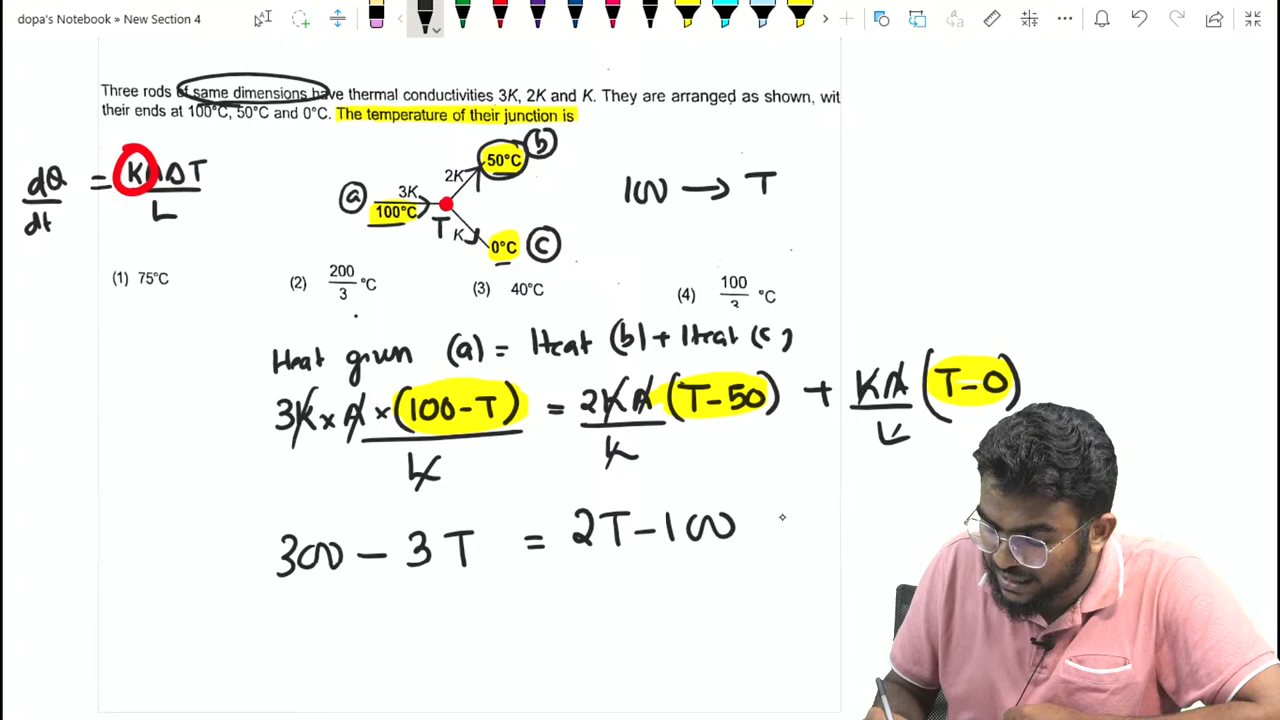 dopa's Notebook » New Section 4
Three rods of same dimensions have thermal conductivities 3K, 2K and K. They are arranged as shown, wit
their ends at 100°C, 50°C and 0°C. The temperature of their junction is
dQ/dt = KAΔT/L
(a) 3K 100°C
2K 50°C (b)
T K 0°C (c)
100 → T
(1) 75°C (2) 200/3 °C (3) 40°C (4) 100/3 °C
Heat given (a) = Heat (b) + Heat (c)
3K × A × (100 - T)/L = 2KA/L (T - 50) + KA/L (T - 0)
300 - 3T = 2T - 100